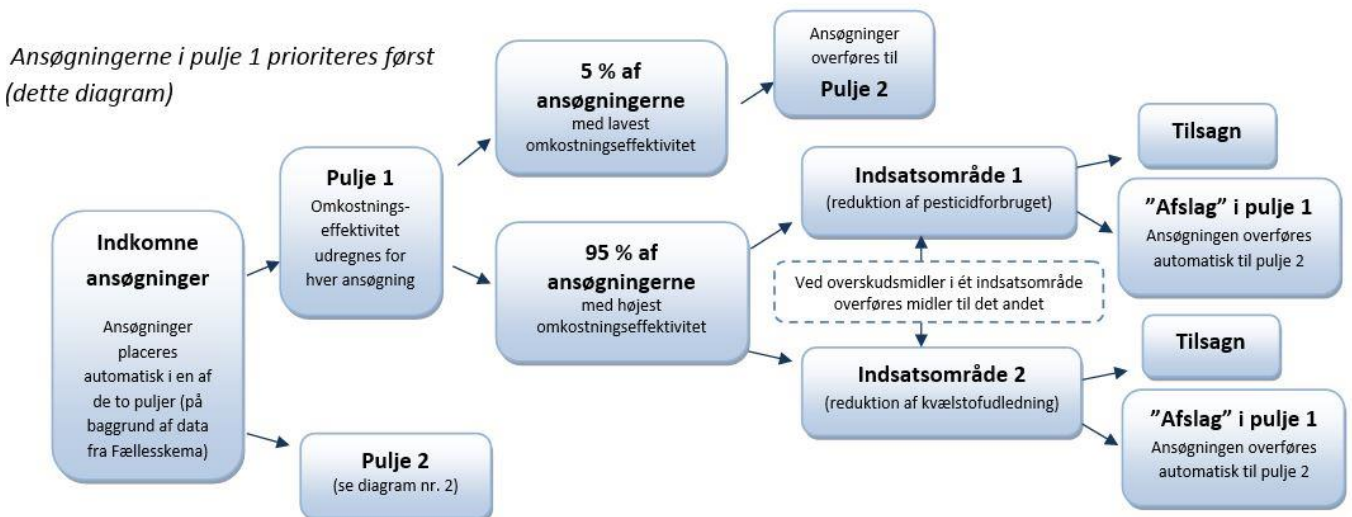 Ansøgningerne i pulje 1 prioriteres først
(dette diagram)
Indkomne
ansøgninger
Ansøgninger
placeres
automatisk i en af
de to puljer (på
baggrund af data
fra Fællesskema)
Pulje 1
Omkostnings-
effektivitet
udregnes for
hver ansøgning
Pulje 2
(se diagram nr. 2)
5 % af
ansøgningerne
med lavest
omkostningseffektivitet
95 % af
ansøgningerne
med højest
omkostningseffektivitet
Ansøgninger
overføres til
Pulje 2
Indsatsområde 1
(reduktion af pesticidforbruget)
Ved overskudsmidler i ét indsatsområde
overføres midler til det andet
Indsatsområde 2
(reduktion af kvælstofudledning)
Tilsagn
”Afslag” i pulje 1
Ansøgningen overføres
automatisk til pulje 2
Tilsagn
”Afslag” i pulje 1
Ansøgningen overføres
automatisk til pulje 2